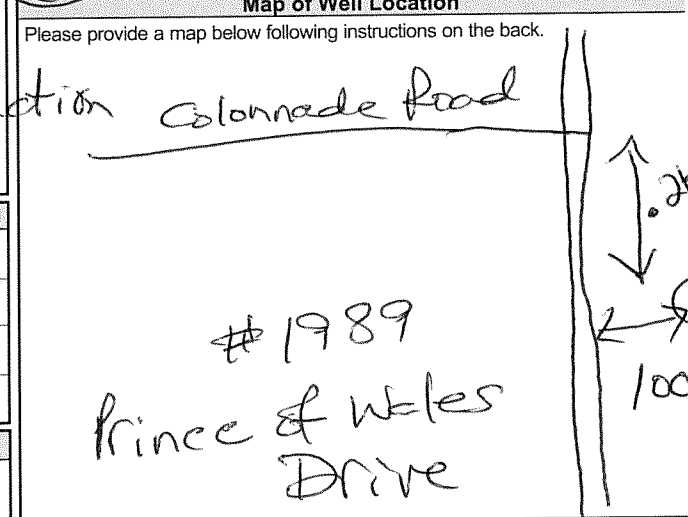 Map of Well Location
Please provide a map below following instructions on the back.
ction Colonnade Road
#1989
Prince of Wales
Drive
100